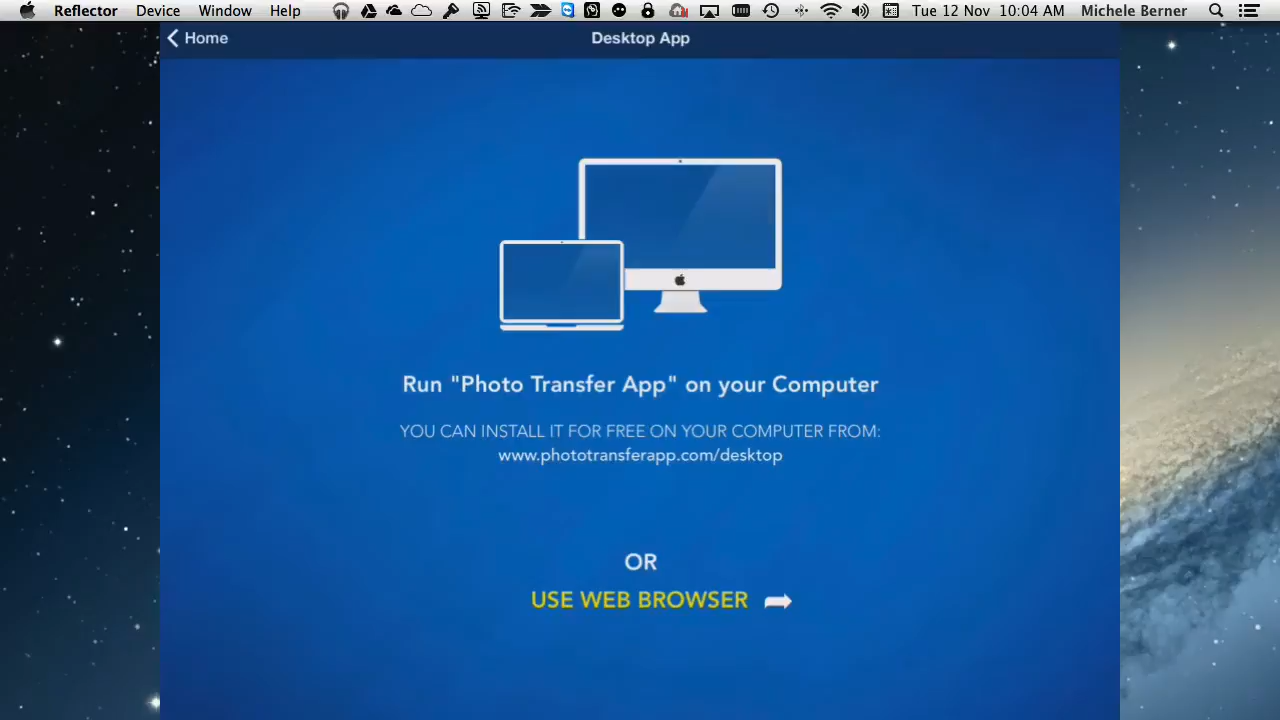 Reflector Device Window Help Tue 12 Nov 10:04 AM Michele Berner
Home Desktop App
Run "Photo Transfer App" on your Computer
YOU CAN INSTALL IT FOR FREE ON YOUR COMPUTER FROM:
www.phototransferapp.com/desktop
OR
USE WEB BROWSER